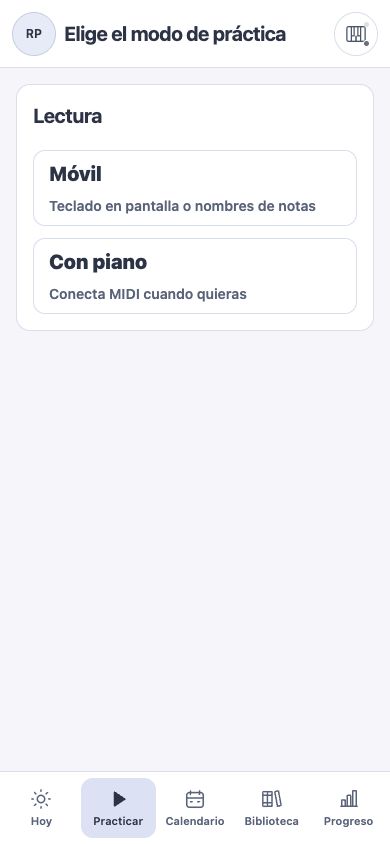 RP
Elige el modo de práctica
Lectura
Móvil
Teclado en pantalla o nombres de notas
Con piano
Conecta MIDI cuando quieras
Hoy
Practicar
Calendario
Biblioteca
Progreso